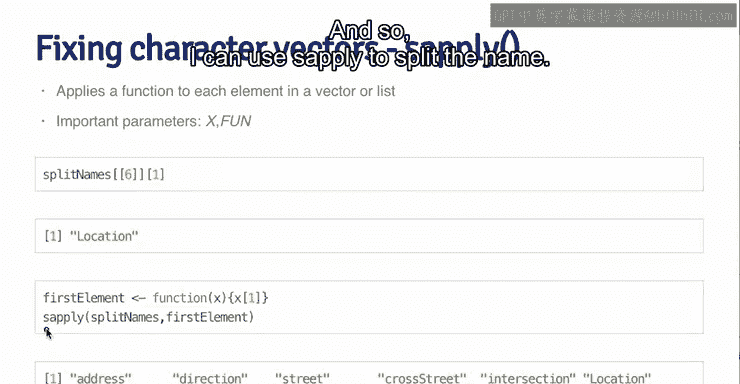 Fixing character vectors - sapply()
And so,
i can use sapply to split the name.
· Applies a function to each element in a vector or list
· Important parameters: X,FUN
splitNames[[6]][1]
[1] "Location"
firstElement <- function(x){x[1]}
sapply(splitNames,firstElement)
[1] "address" "direction" "street" "crossStreet" "intersection" "Location"